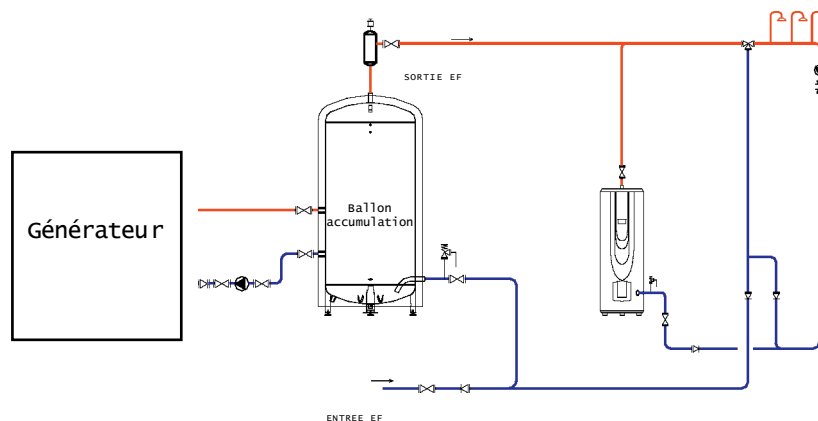 SORTIE EF
Générateur
Ballon
accumulation
ENTREE EF